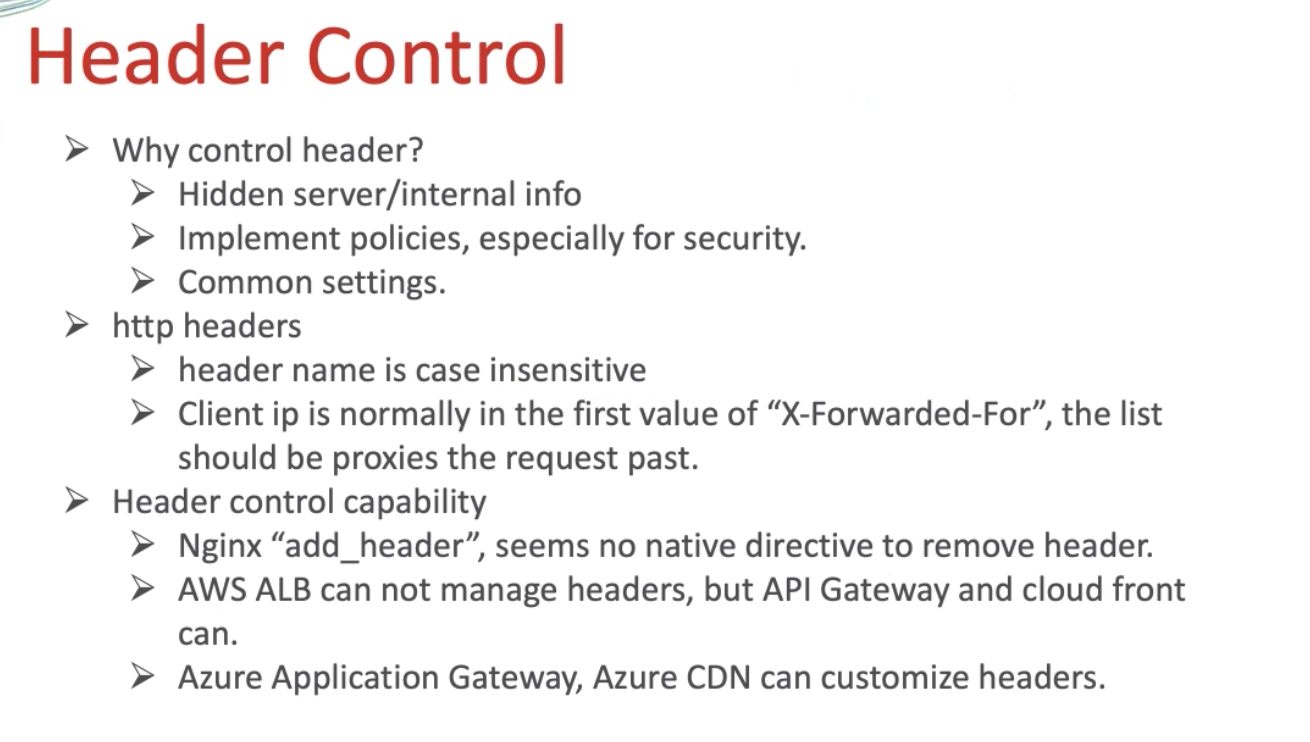 Header Control
➢ Why control header?
➢ Hidden server/internal info
➢ Implement policies, especially for security.
➢ Common settings.
➢ http headers
➢ header name is case insensitive
➢ Client ip is normally in the first value of “X-Forwarded-For”, the list
should be proxies the request past.
➢ Header control capability
➢ Nginx “add_header”, seems no native directive to remove header.
➢ AWS ALB can not manage headers, but API Gateway and cloud front
can.
➢ Azure Application Gateway, Azure CDN can customize headers.